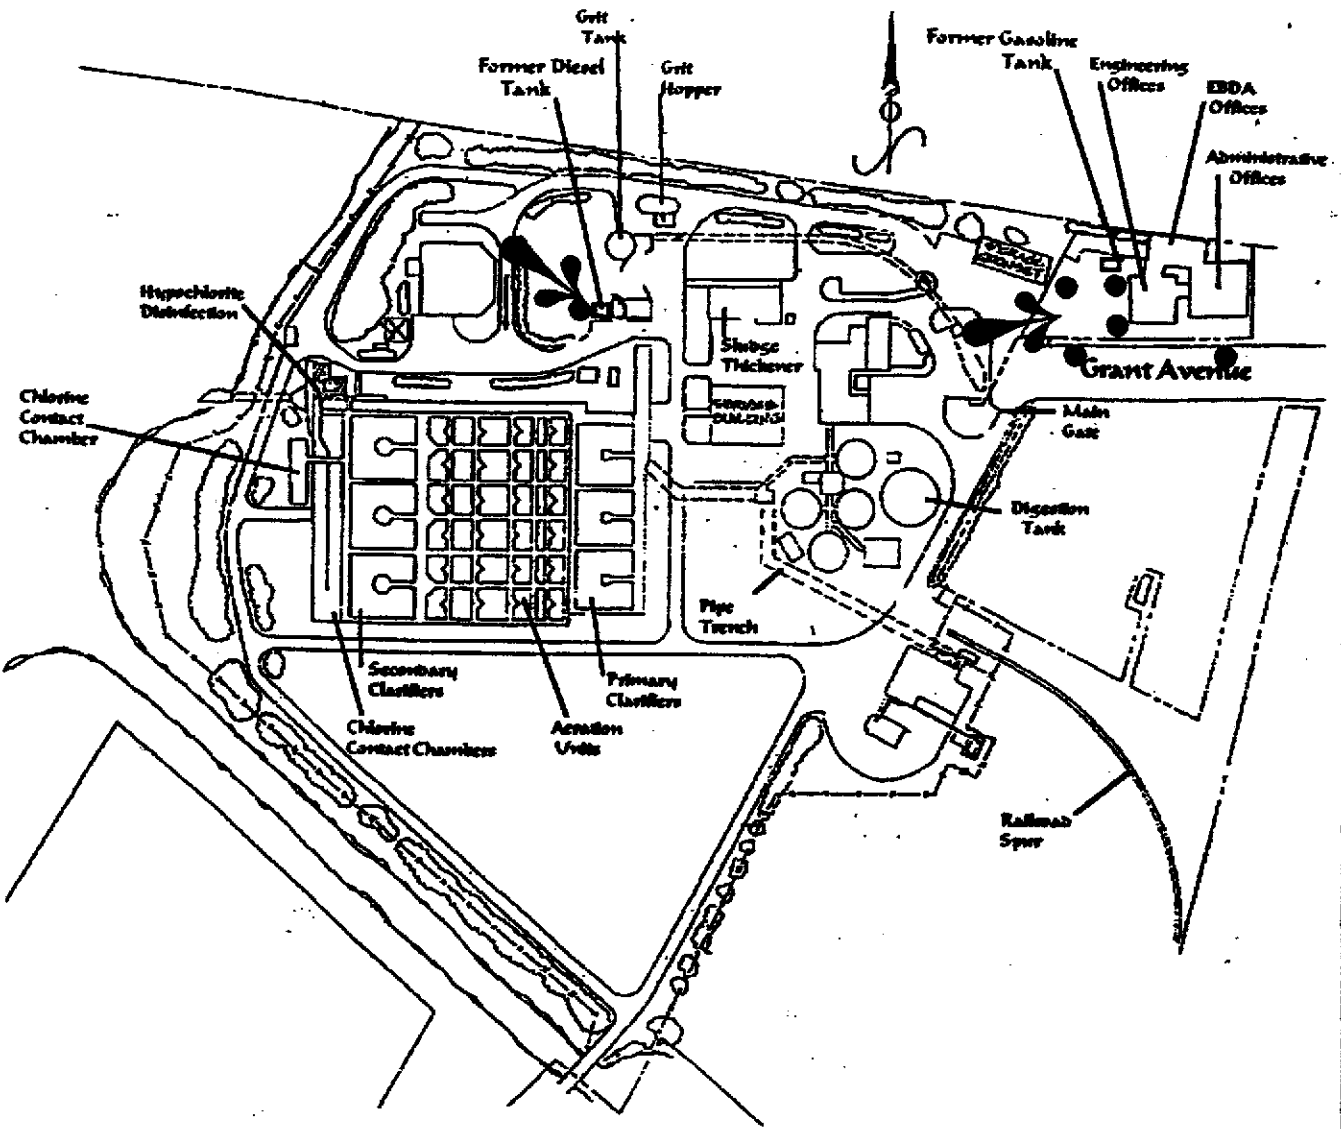 Grit
Tank
Former Diesel
Tank
Grit
Hopper
Former Gasoline
Tank
Engineering
Offices
EBDA
Offices
Administrative
Offices
Hypochlorite
Disinfection
Chlorine
Contact
Chamber
Sludge
Thickener
STORAGE
BUILDING
Grant Avenue
Main
Gate
Digestion
Tank
Pipe
Trench
Secondary
Clarifiers
Primary
Clarifiers
Chlorine
Contact Chambers
Aeration
Units
Railroad
Spur